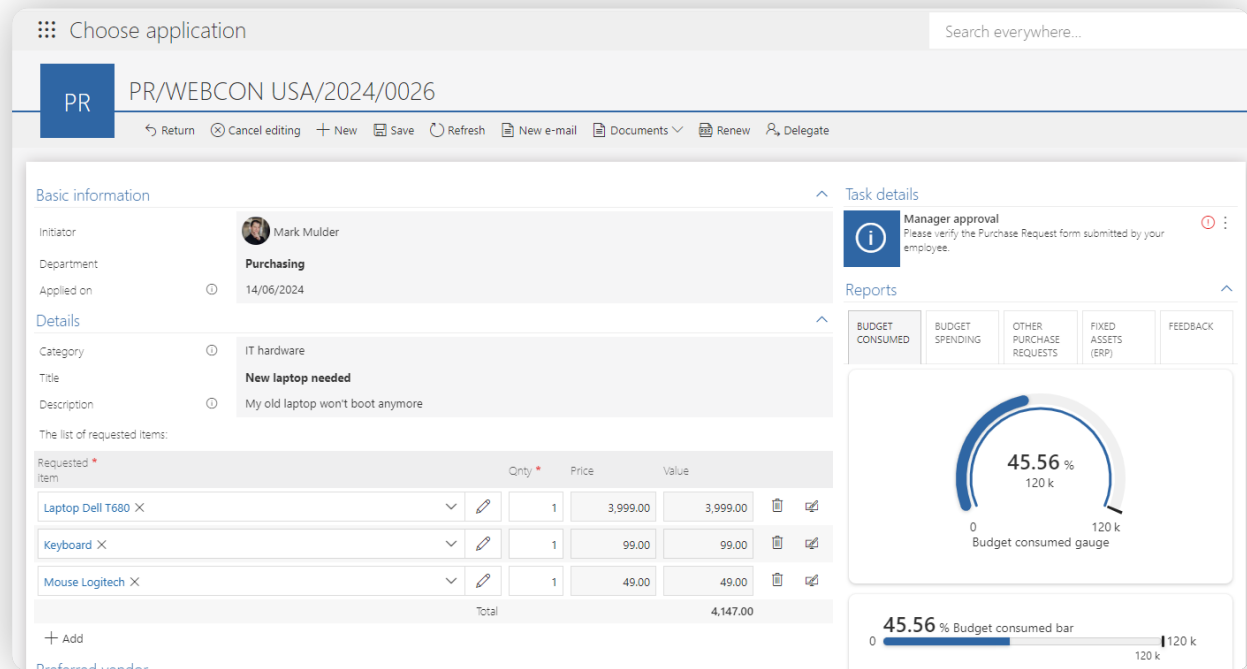 Choose application
Search everywhere...
PR
PR/WEBCON USA/2024/0026
Return Cancel editing New Save Refresh New e-mail Documents Renew Delegate
Basic information
Initiator Mark Mulder
Department Purchasing
Applied on 14/06/2024
Details
Category IT hardware
Title New laptop needed
Description My old laptop won't boot anymore
The list of requested items:
Requested * Item Qnty * Price Value
Laptop Dell T680 1 3,999.00 3,999.00
Keyboard 1 99.00 99.00
Mouse Logitech 1 49.00 49.00
Total 4,147.00
Add
Preferred vendor
Task details
Manager approval
Please verify the Purchase Request form submitted by your
employee.
Reports
BUDGET CONSUMED
BUDGET SPENDING
OTHER PURCHASE REQUESTS
FIXED ASSETS (ERP)
FEEDBACK
45.56 %
120 k
0 120 k
Budget consumed gauge
45.56 % Budget consumed bar
0 120 k
120 k